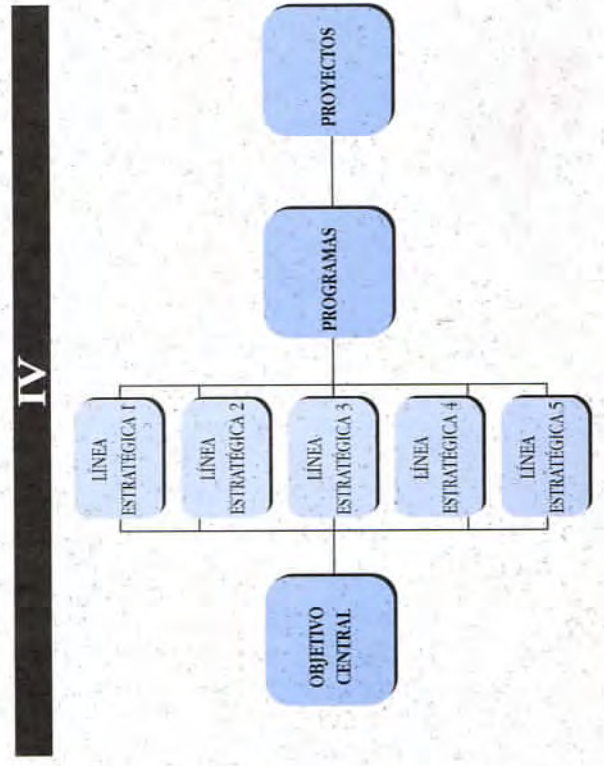 IV
OBJETIVO
CENTRAL
LÍNEA
ESTRATÉGICA 1
LÍNEA
ESTRATÉGICA 2
LÍNEA
ESTRATÉGICA 3
LÍNEA
ESTRATÉGICA 4
LÍNEA
ESTRATÉGICA 5
PROGRAMAS
PROYECTOS